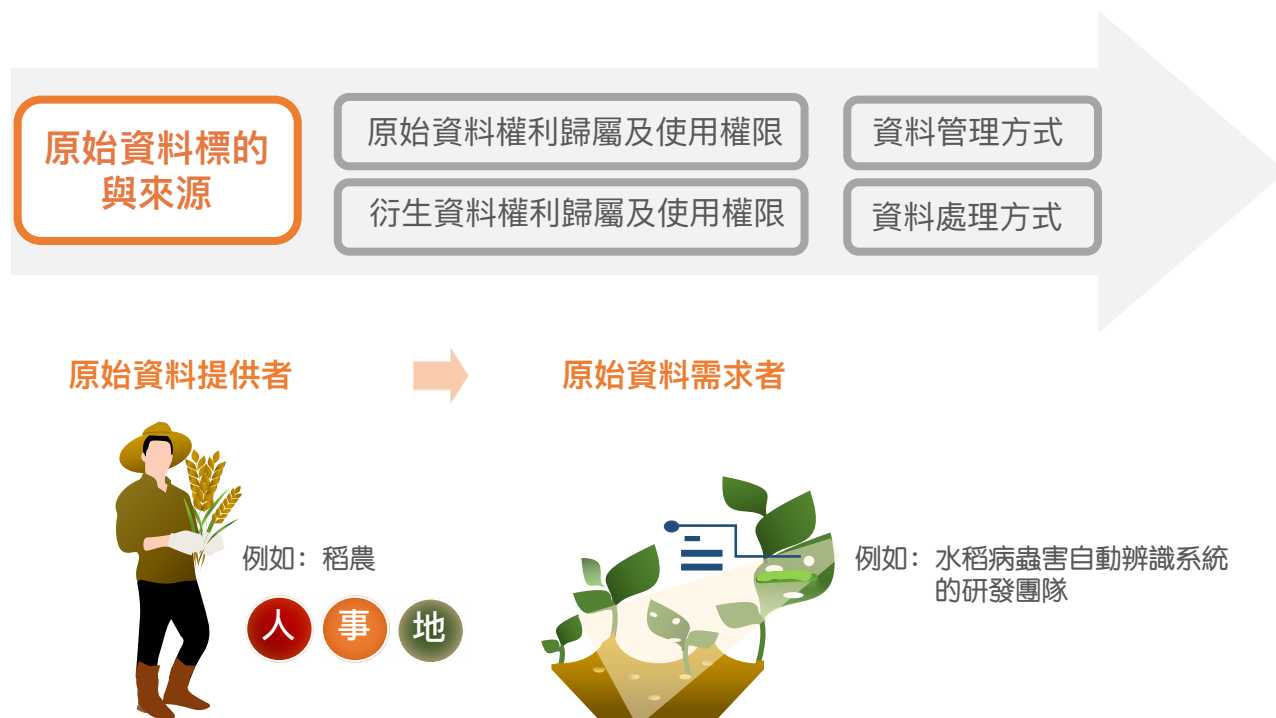 原始資料標的
與來源
原始資料權利歸屬及使用權限
衍生資料權利歸屬及使用權限
資料管理方式
資料處理方式
原始資料提供者
原始資料需求者
例如：稻農
人 事 地
例如：水稻病蟲害自動辨識系統
的研發團隊